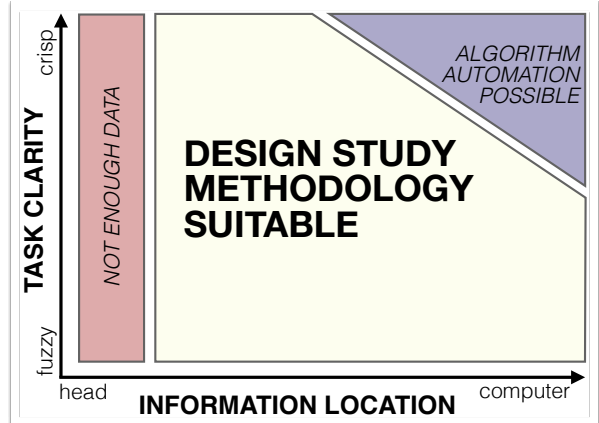 crisp
TASK CLARITY
fuzzy
NOT ENOUGH DATA
DESIGN STUDY
METHODOLOGY
SUITABLE
ALGORITHM
AUTOMATION
POSSIBLE
head
INFORMATION LOCATION
computer